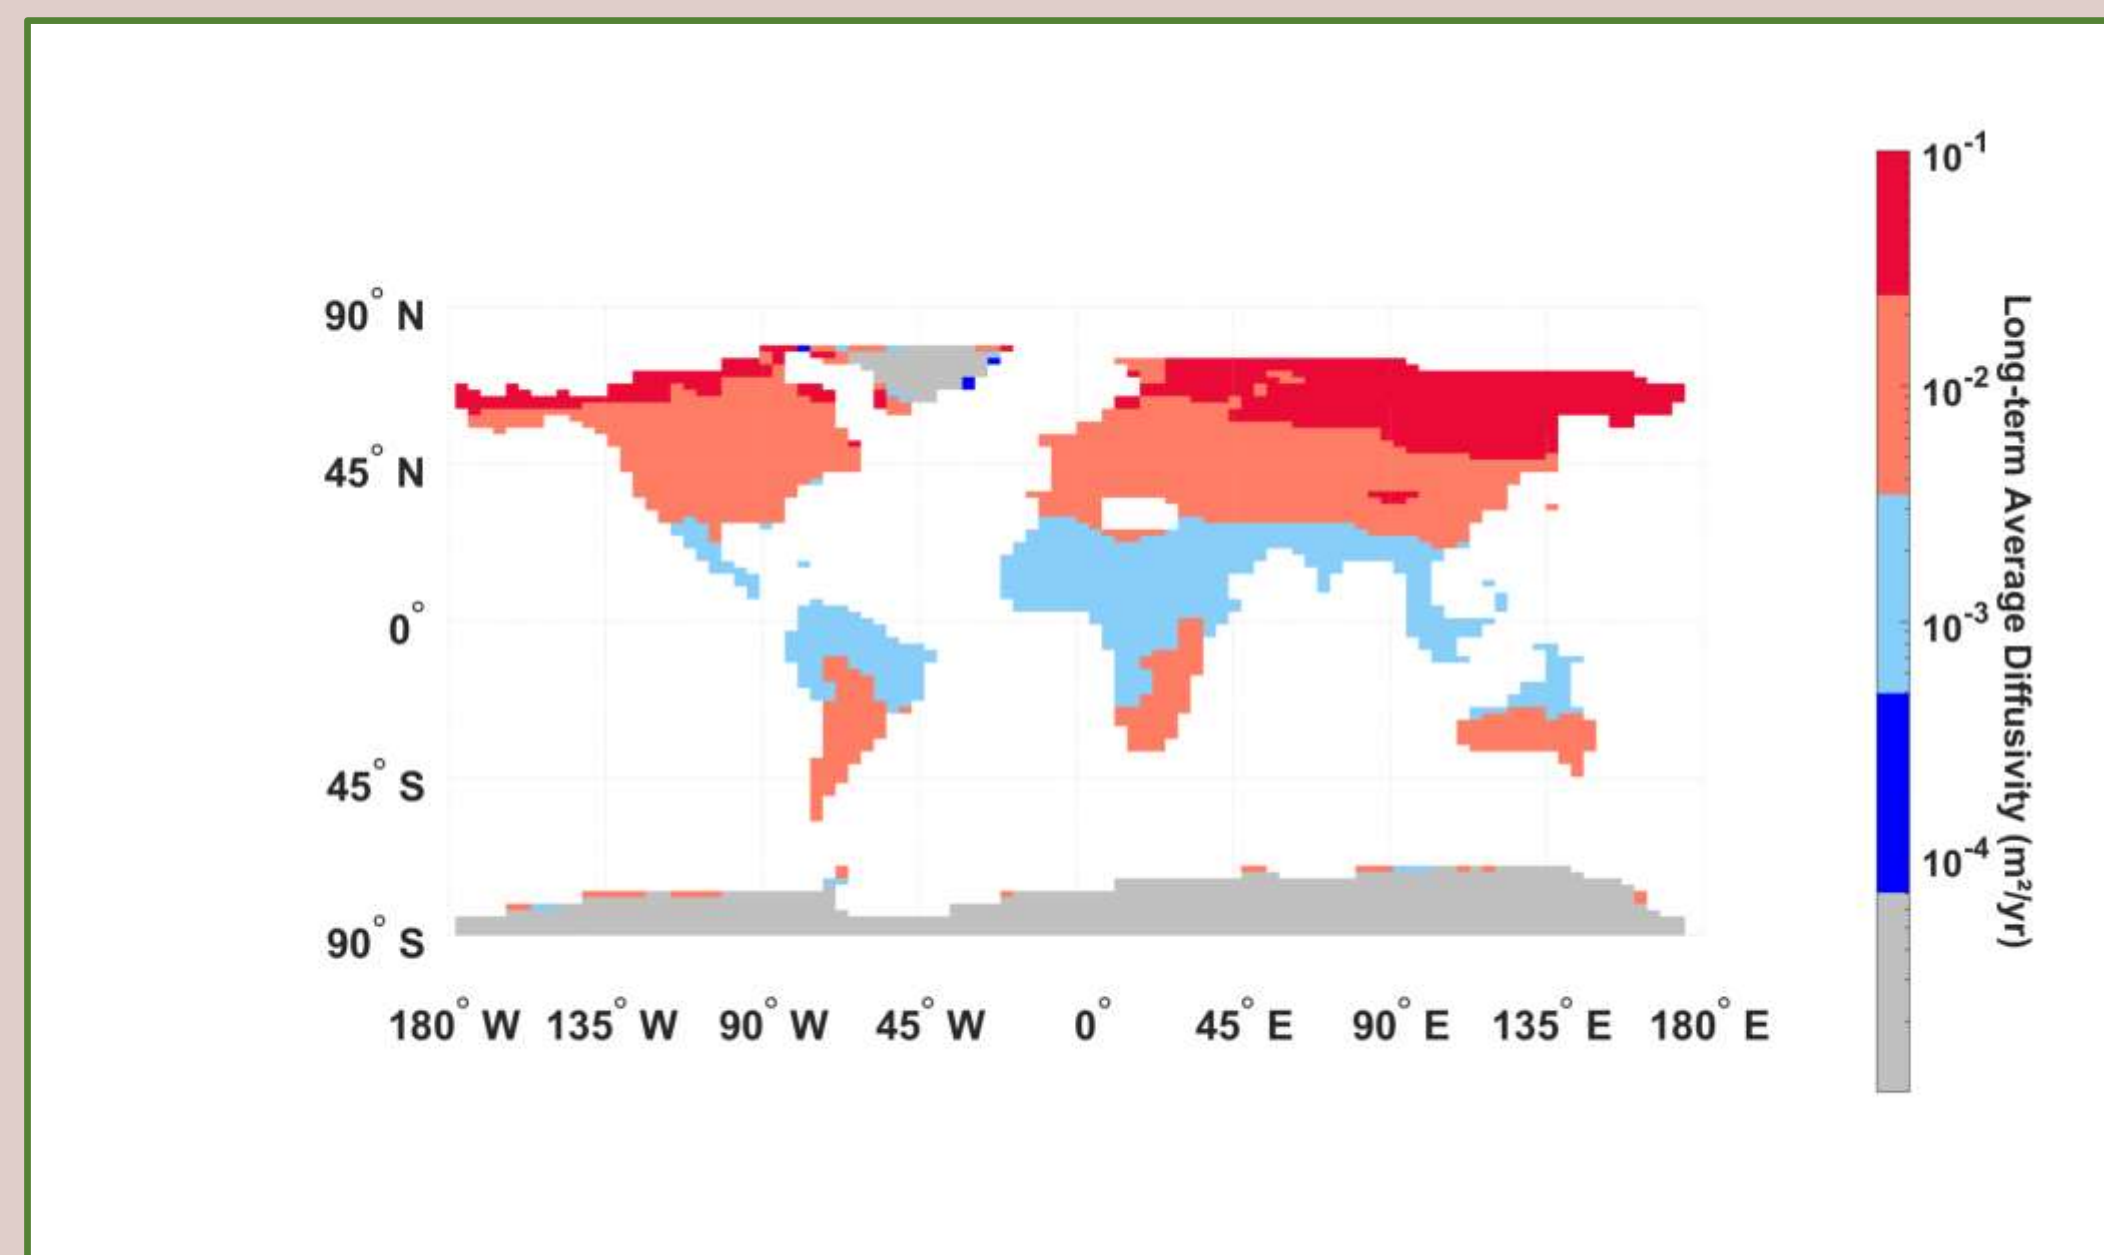 90° N
45° N
0°
45° S
90° S
180° W 135° W 90° W 45° W 0° 45° E 90° E 135° E 180° E
10⁻¹
10⁻²
10⁻³
10⁻⁴
Long-term Average Diffusivity (m²/yr)